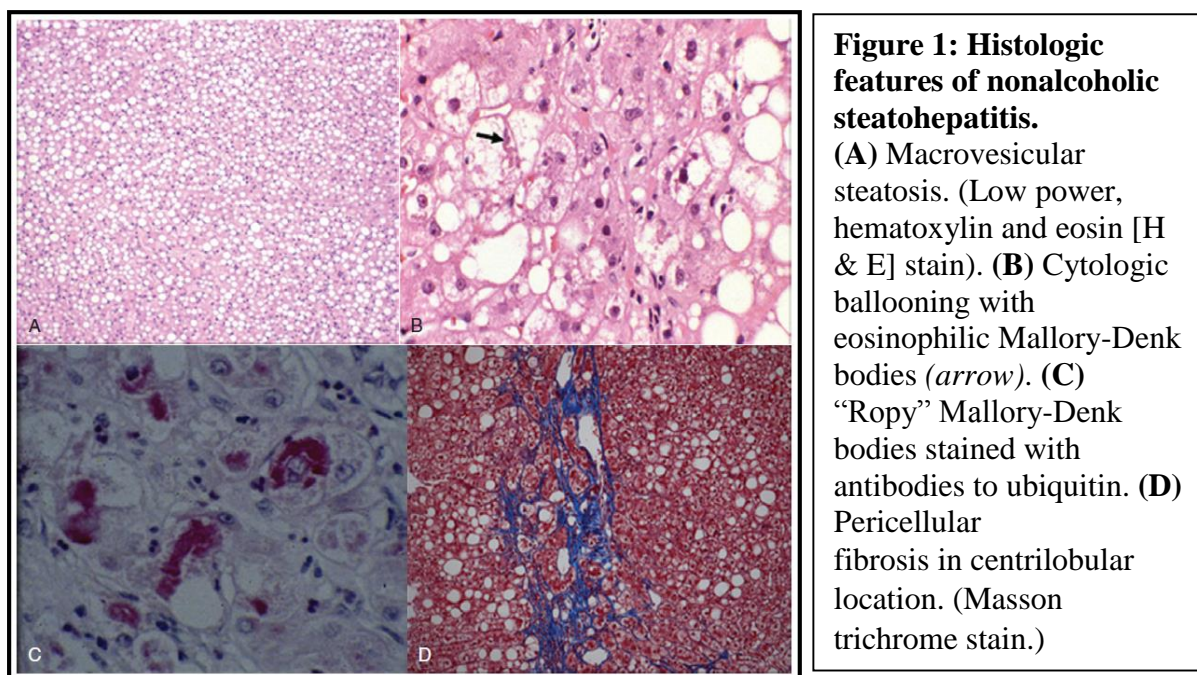 A
B
C
D
Figure 1: Histologic
features of nonalcoholic
steatohepatitis.
(A) Macrovesicular
steatosis. (Low power,
hematoxylin and eosin [H
& E] stain). (B) Cytologic
ballooning with
eosinophilic Mallory-Denk
bodies (arrow). (C)
“Ropy” Mallory-Denk
bodies stained with
antibodies to ubiquitin. (D)
Pericellular
fibrosis in centrilobular
location. (Masson
trichrome stain.)